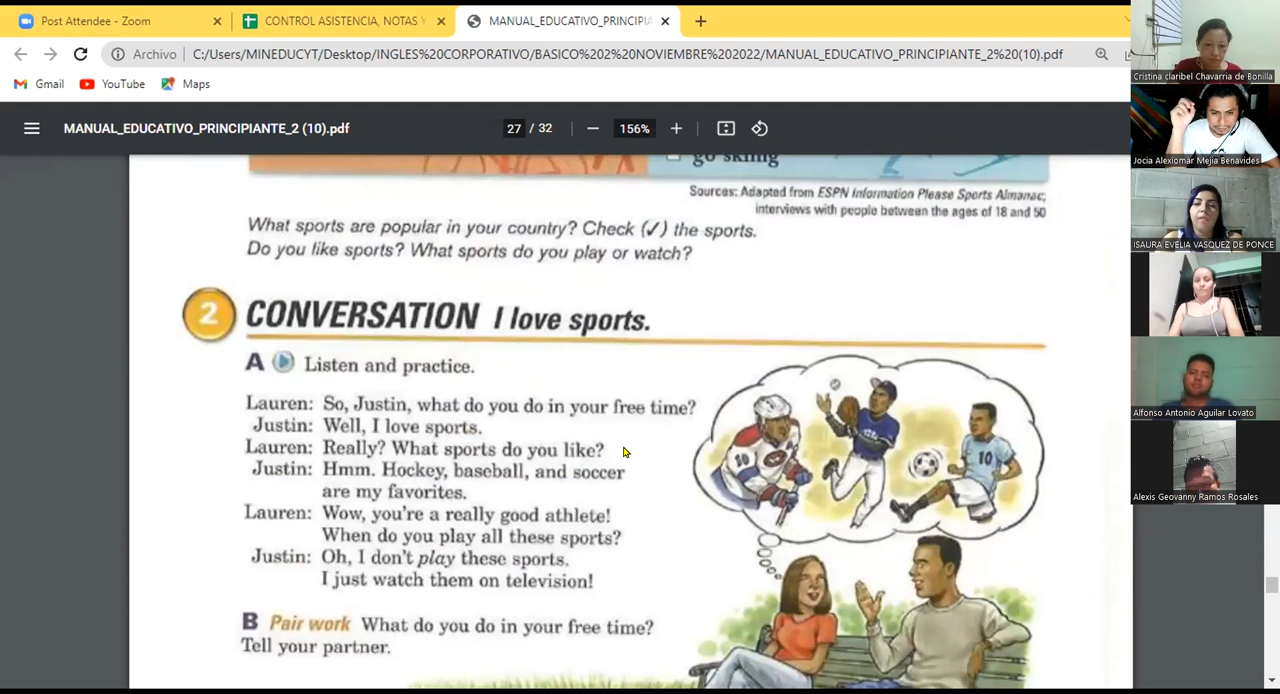 Post Attendee - Zoom
CONTROL ASISTENCIA, NOTAS Y
MANUAL_EDUCATIVO_PRINCIPIA
Archivo
C:/Users/MINEDUCYT/Desktop/INGLES%20CORPORATIVO/BASICO%202%20NOVIEMBRE%202022/MANUAL_EDUCATIVO_PRINCIPIANTE_2%20(10).pdf
Gmail
YouTube
Maps
MANUAL_EDUCATIVO_PRINCIPIANTE_2 (10).pdf
27 / 32
156%
go skiing
Sources: Adapted from ESPN Information Please Sports Almanac,
interviews with people between the ages of 18 and 50
What sports are popular in your country? Check (✓) the sports.
Do you like sports? What sports do you play or watch?
2 CONVERSATION I love sports.
A Listen and practice.
Lauren: So, Justin, what do you do in your free time?
Justin: Well, I love sports.
Lauren: Really? What sports do you like?
Justin: Hmm. Hockey, baseball, and soccer
are my favorites.
Lauren: Wow, you're a really good athlete!
When do you play all these sports?
Justin: Oh, I don't play these sports.
I just watch them on television!
B Pair work What do you do in your free time?
Tell your partner.
10
10
Cristina claribel Chavarria de Bonilla
Jocia Alexiomar Mejia Benavides
ISAURA EVELIA VASQUEZ DE PONCE
Alfonso Antonio Aguilar Lovato
Alexis Geovanny Ramos Rosales